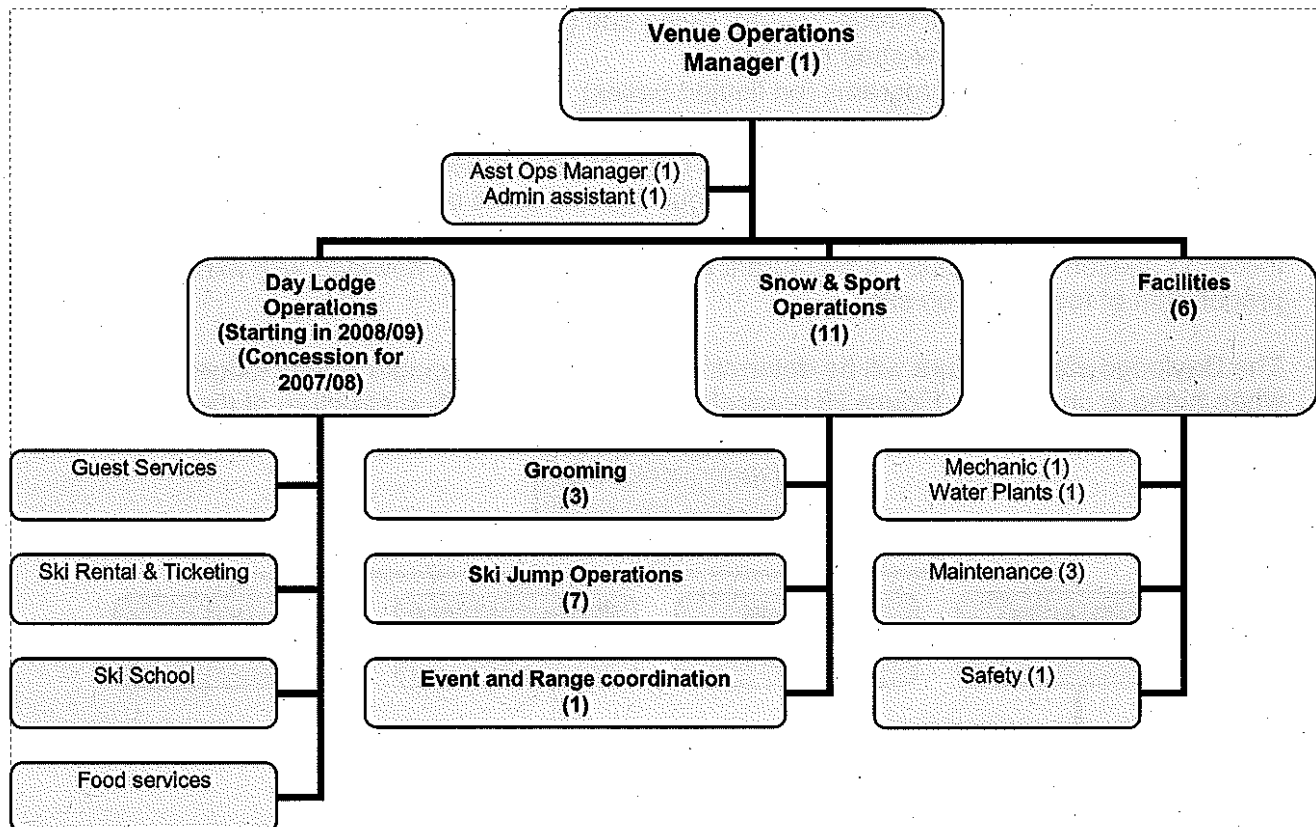 Venue Operations
Manager (1)
Asst Ops Manager (1)
Admin assistant (1)
Day Lodge
Operations
(Starting in 2008/09)
(Concession for
2007/08)
Snow & Sport
Operations
(11)
Facilities
(6)
Guest Services
Grooming
(3)
Mechanic (1)
Water Plants (1)
Ski Rental & Ticketing
Ski Jump Operations
(7)
Maintenance (3)
Ski School
Event and Range coordination
(1)
Safety (1)
Food services